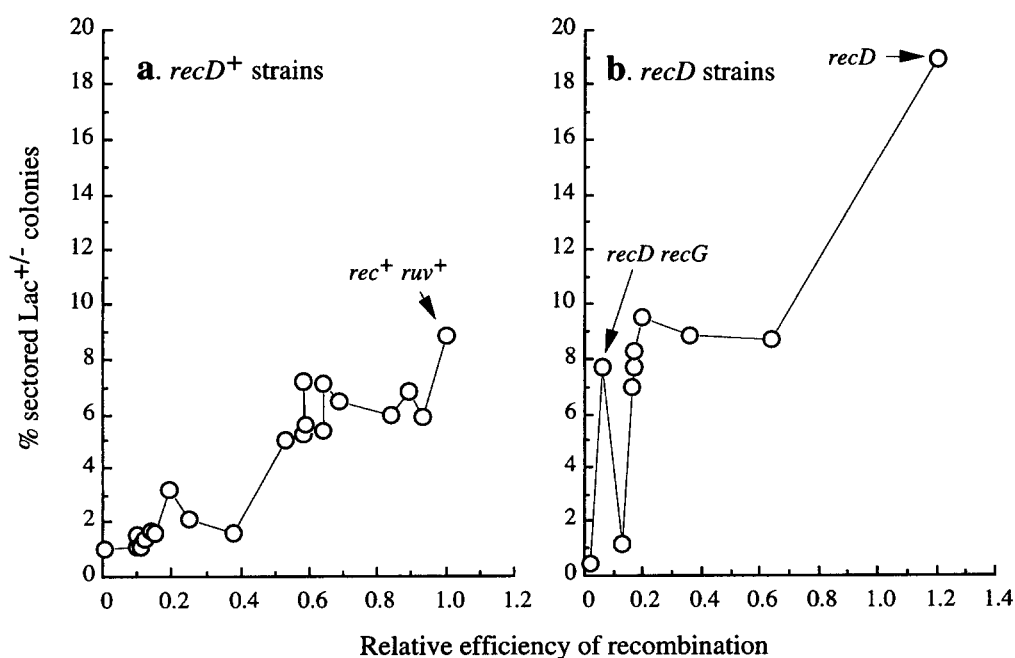 % sectored Lac+/- colonies
20
18
16
14
12
10
8
6
4
2
0
a. recD+ strains
rec+ ruv+
0 0.2 0.4 0.6 0.8 1.0 1.2
20
18
16
14
12
10
8
6
4
2
0
b. recD strains
recD
recD recG
0 0.2 0.4 0.6 0.8 1.0 1.2 1.4
Relative efficiency of recombination